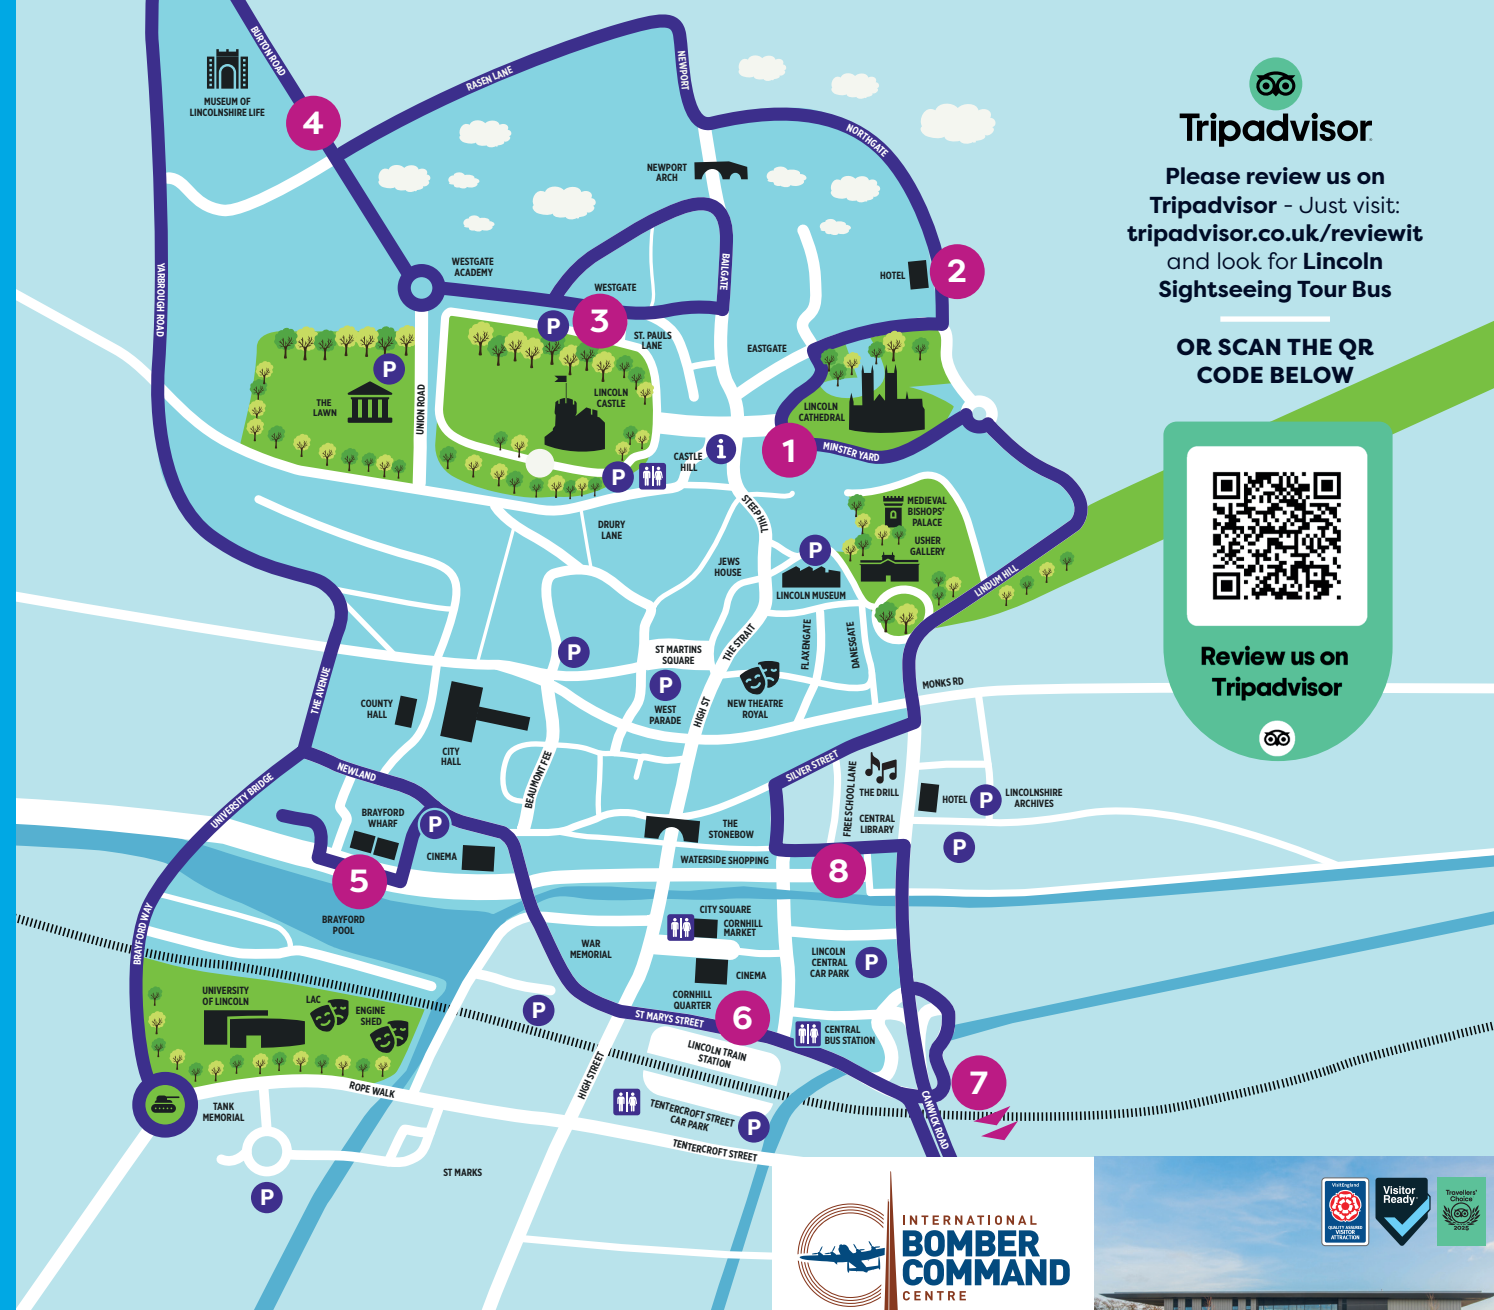 BURTON ROAD
MUSEUM OF
LINCOLNSHIRE LIFE
4
RASEN LANE
NEWPORT
NORTHGATE
NEWPORT
ARCH
YARBROUGH ROAD
WESTGATE
ACADEMY
WESTGATE
BAILGATE
HOTEL
2
P
3
ST. PAULS
LANE
EASTGATE
P
THE
LAWN
UNION ROAD
LINCOLN
CASTLE
LINCOLN
CATHEDRAL
1
MINSTER YARD
CASTLE
HILL
i
P
STEEP HILL
MEDIEVAL
BISHOPS'
PALACE
USHER
GALLERY
DRURY
LANE
JEWS
HOUSE
P
LINCOLN MUSEUM
LINDUM HILL
THE STRAIT
FLAXENGATE
DANESGATE
P
ST MARTINS
SQUARE
P
WEST
PARADE
HIGH ST
NEW THEATRE
ROYAL
MONKS RD
THE AVENUE
COUNTY
HALL
CITY
HALL
BEAUMONT FEE
NEWLAND
UNIVERSITY BRIDGE
SILVER STREET
FREE SCHOOL LANE
THE DRILL
CENTRAL
LIBRARY
HOTEL
P
LINCOLNSHIRE
ARCHIVES
P
BRAYFORD
WHARF
P
CINEMA
THE
STONEBOW
WATERSIDE SHOPPING
5
8
BRAYFORD
POOL
BRAYFORD WAY
CITY SQUARE
CORNHILL
MARKET
WAR
MEMORIAL
CINEMA
LINCOLN
CENTRAL
CAR PARK
P
CORNHILL
QUARTER
UNIVERSITY
OF LINCOLN
LAC
ENGINE
SHED
P
ST MARYS STREET
6
CENTRAL
BUS STATION
LINCOLN TRAIN
STATION
HIGH STREET
7
CANWICK ROAD
ROPE WALK
TANK
MEMORIAL
TENTERCROFT STREET
CAR PARK
P
TENTERCROFT STREET
ST MARKS
P
Tripadvisor
Please review us on
Tripadvisor - Just visit:
tripadvisor.co.uk/reviewit
and look for Lincoln
Sightseeing Tour Bus
OR SCAN THE QR
CODE BELOW
Review us on
Tripadvisor
INTERNATIONAL
BOMBER
COMMAND
CENTRE
VisitEngland
QUALITY ASSURED
VISITOR
ATTRACTION
Visitor
Ready
Travellers'
Choice
2025